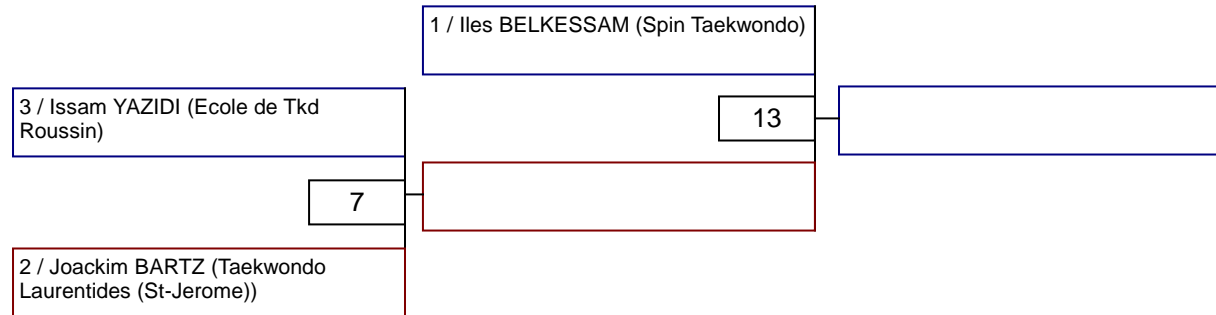 1 / Iles BELKESSAM (Spin Taekwondo)
3 / Issam YAZIDI (Ecole de Tkd
Roussin)
13
7
2 / Joackim BARTZ (Taekwondo
Laurentides (St-Jerome))